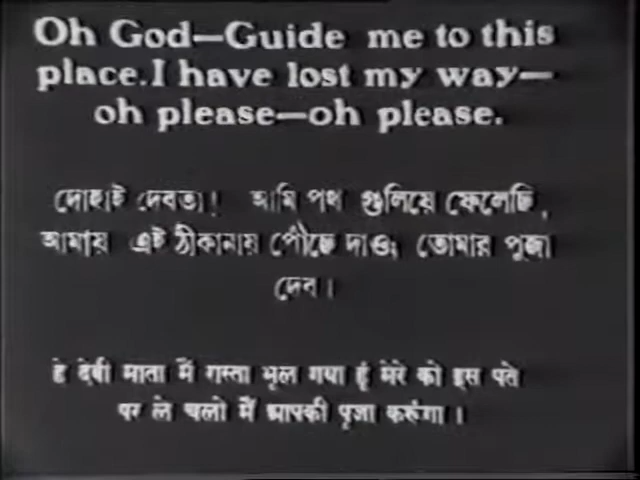 Oh God—Guide me to this
place.I have lost my way—
oh please—oh please.
দোহাই দেবতা! আমি পথ গুলিয়ে ফেলেছি,
আমায় এই ঠীকানায় পৌঁছে দাও; তোমার পূজা
দেব।
हे देवी माता मैं रास्ता भूल गया हूं मेरे को इस पते
पर ले चलो मैं आपकी पूजा करुंगा।